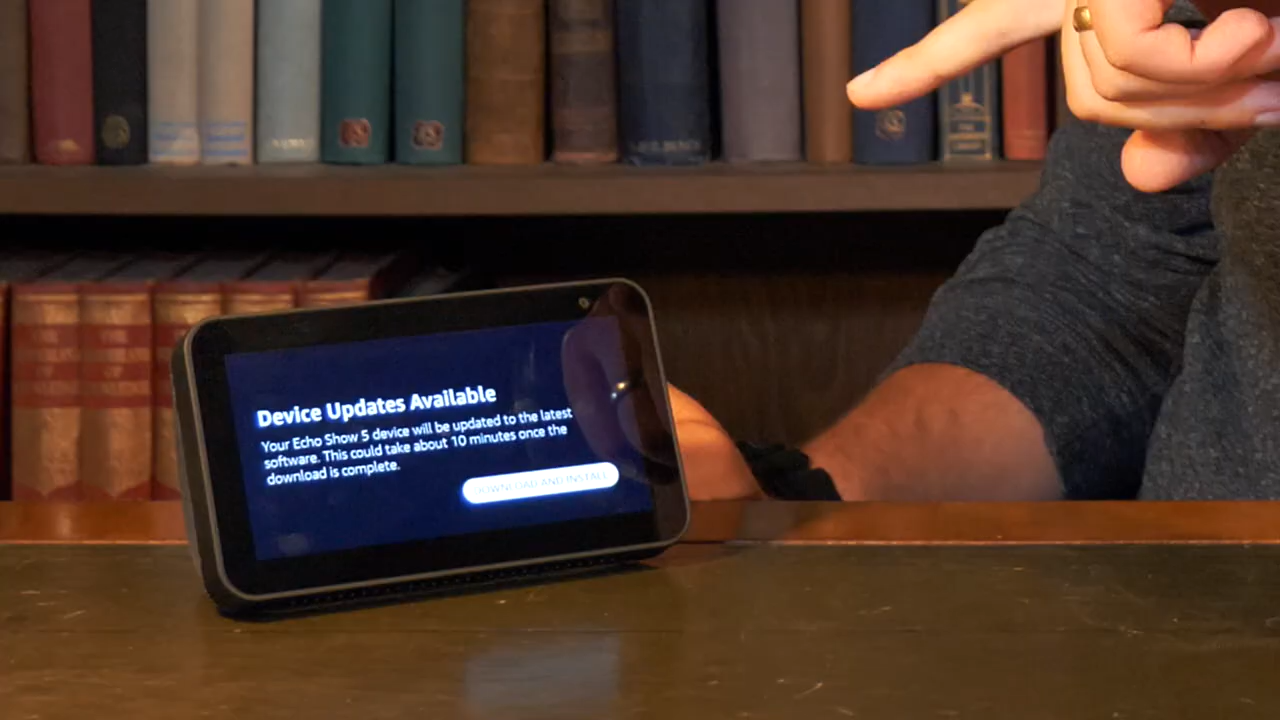 Device Updates Available
Your Echo Show 5 device will be updated to the latest
software. This could take about 10 minutes once the
download is complete.
DOWNLOAD AND INSTALL